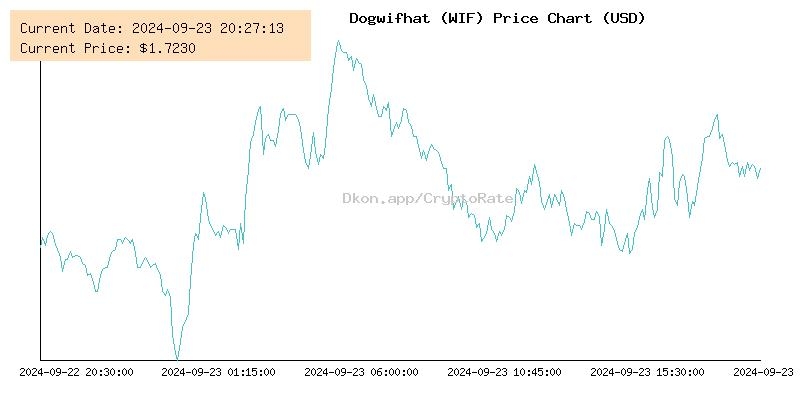 Dogwifhat (WIF) Price Chart (USD)
Current Date: 2024-09-23 20:27:13
Current Price: $1.7230
Dkon.app/CryptoRate
2024-09-22 20:30:00 2024-09-23 01:15:00 2024-09-23 06:00:00 2024-09-23 10:45:00 2024-09-23 15:30:00 2024-09-23